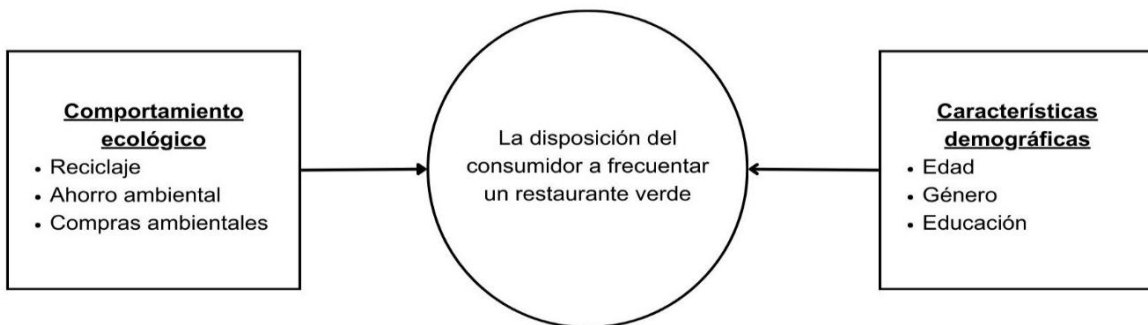 Comportamiento
ecológico
• Reciclaje
• Ahorro ambiental
• Compras ambientales
La disposición del
consumidor a frecuentar
un restaurante verde
Características
demográficas
• Edad
• Género
• Educación